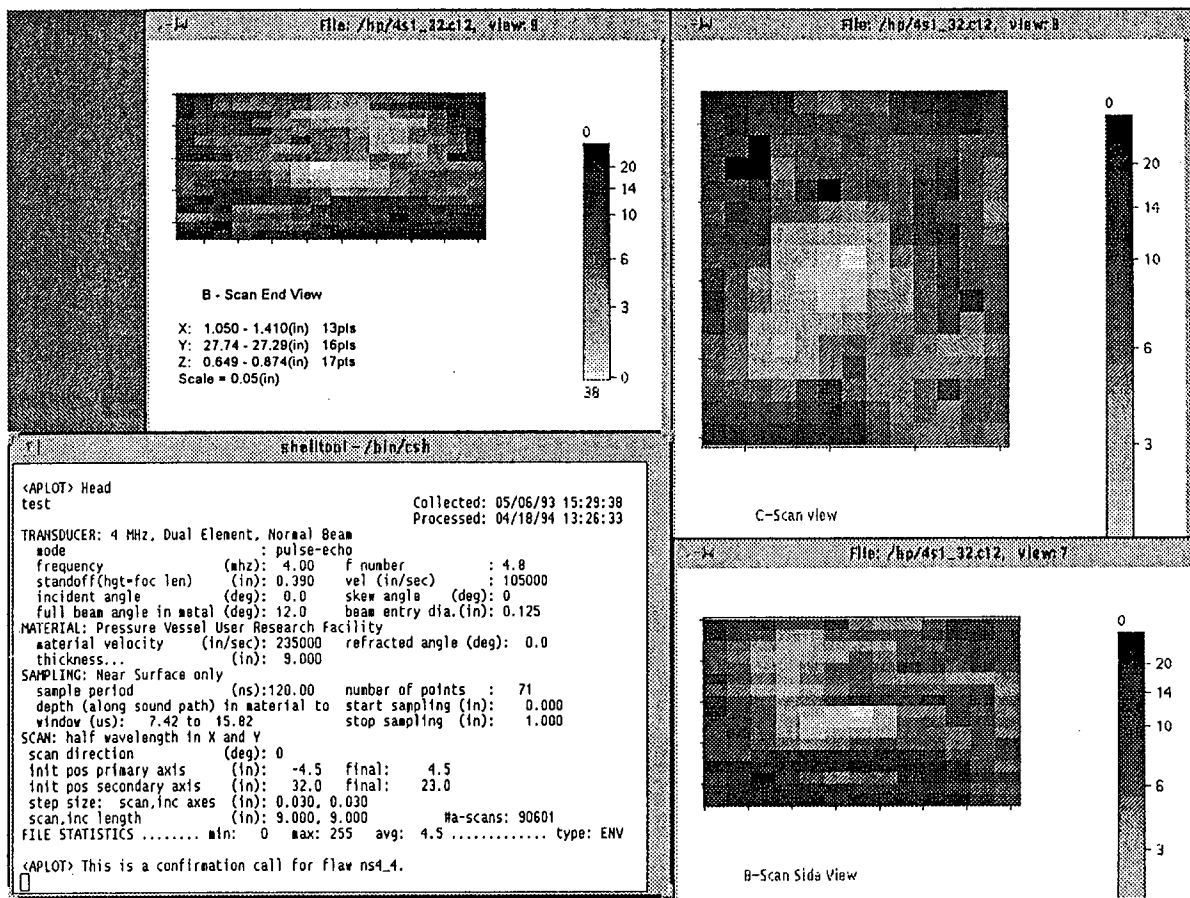 File: /hp/4s1_32.c12, view: 8
0
20
14
10
6
3
0
38
B - Scan End View
X: 1.050 - 1.410(in) 13pts
Y: 27.74 - 27.29(in) 16pts
Z: 0.649 - 0.874(in) 17pts
Scale = 0.05(in)
File: /hp/4s1_32.c12, view: 8
0
20
14
10
6
3
C-Scan view
shelltool - /bin/csh
<APLOT> Head
test
Collected: 05/06/93 15:29:38
Processed: 04/18/94 13:26:33
TRANSDUCER: 4 MHz, Dual Element, Normal Beam
mode : pulse-echo
frequency (mhz): 4.00 f number : 4.8
standoff(hgt=foc len) (in): 0.390 vel (in/sec) : 105000
incident angle (deg): 0.0 skew angle (deg): 0
full beam angle in metal (deg): 12.0 beam entry dia.(in): 0.125
MATERIAL: Pressure Vessel User Research Facility
material velocity (in/sec): 235000 refracted angle (deg): 0.0
thickness... (in): 9.000
SAMPLING: Near Surface only
sample period (ns):120.00 number of points : 71
depth (along sound path) in material to start sampling (in): 0.000
window (us): 7.42 to 15.82 stop sampling (in): 1.000
SCAN: half wavelength in X and Y
scan direction (deg): 0
init pos primary axis (in): -4.5 final: 4.5
init pos secondary axis (in): 32.0 final: 23.0
step size: scan,inc axes (in): 0.030, 0.030
scan,inc length (in): 9.000, 9.000 #a-scans: 90601
FILE STATISTICS ........ min: 0 max: 255 avg: 4.5 ............. type: ENV
<APLOT> This is a confirmation call for flaw ns4_4.
File: /hp/4s1_32.c12, view: 7
0
20
14
10
6
3
B-Scan Side View